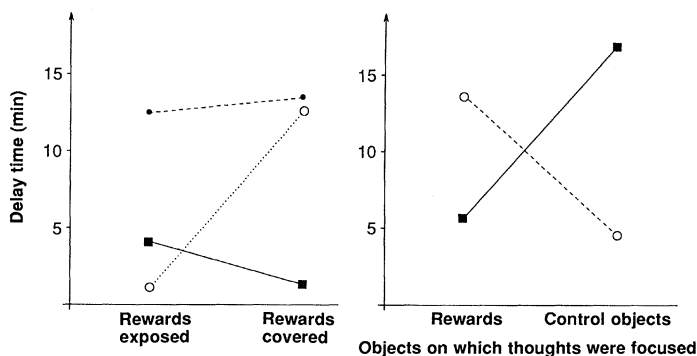 Delay time (min)
15
10
5
Rewards
exposed
Rewards
covered
15
10
5
Rewards
Control objects
Objects on which thoughts were focused